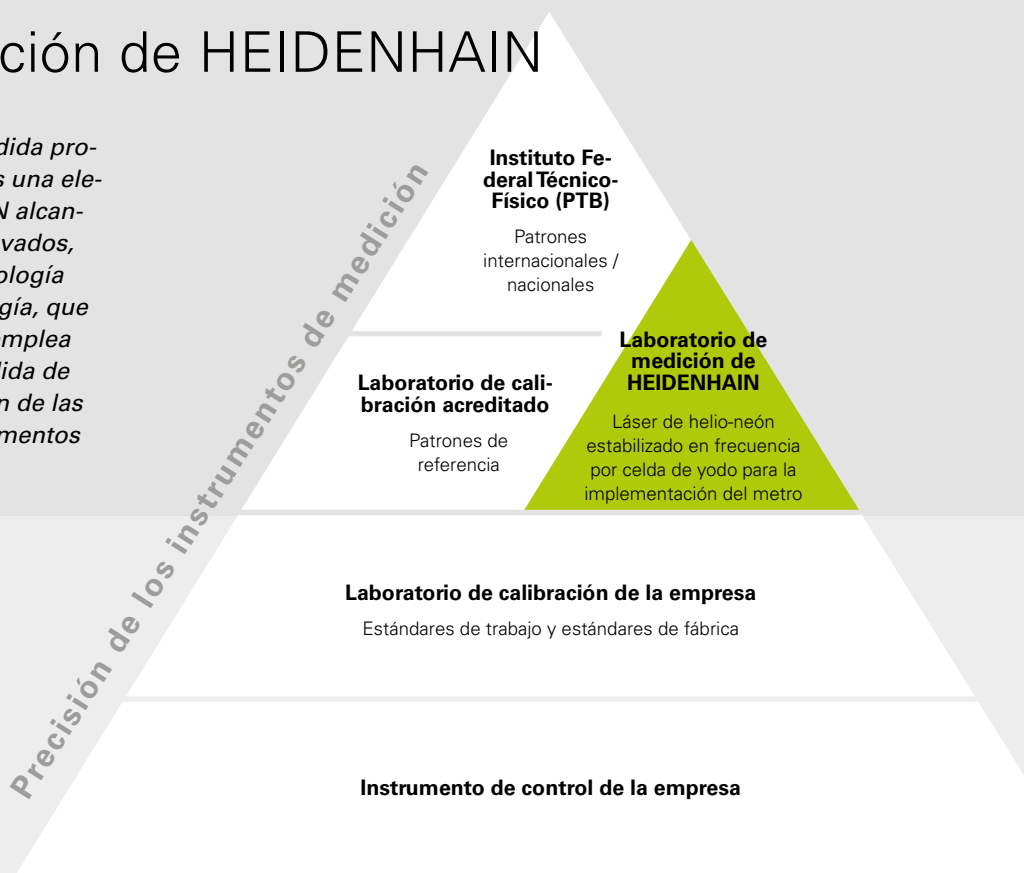 ción de HEIDENHAIN
dida pro-
s una ele-
N alcan-
vados,
ología
gía, que
mplea
ida de
n de las
mentos
Precisión de los instrumentos de medición
Instituto Fe-
deral Técnico-
Físico (PTB)
Patrones
internacionales /
nacionales
Laboratorio de cali-
bración acreditado
Patrones de
referencia
Laboratorio de
medición de
HEIDENHAIN
Láser de helio-neón
estabilizado en frecuencia
por celda de yodo para la
implementación del metro
Laboratorio de calibración de la empresa
Estándares de trabajo y estándares de fábrica
Instrumento de control de la empresa